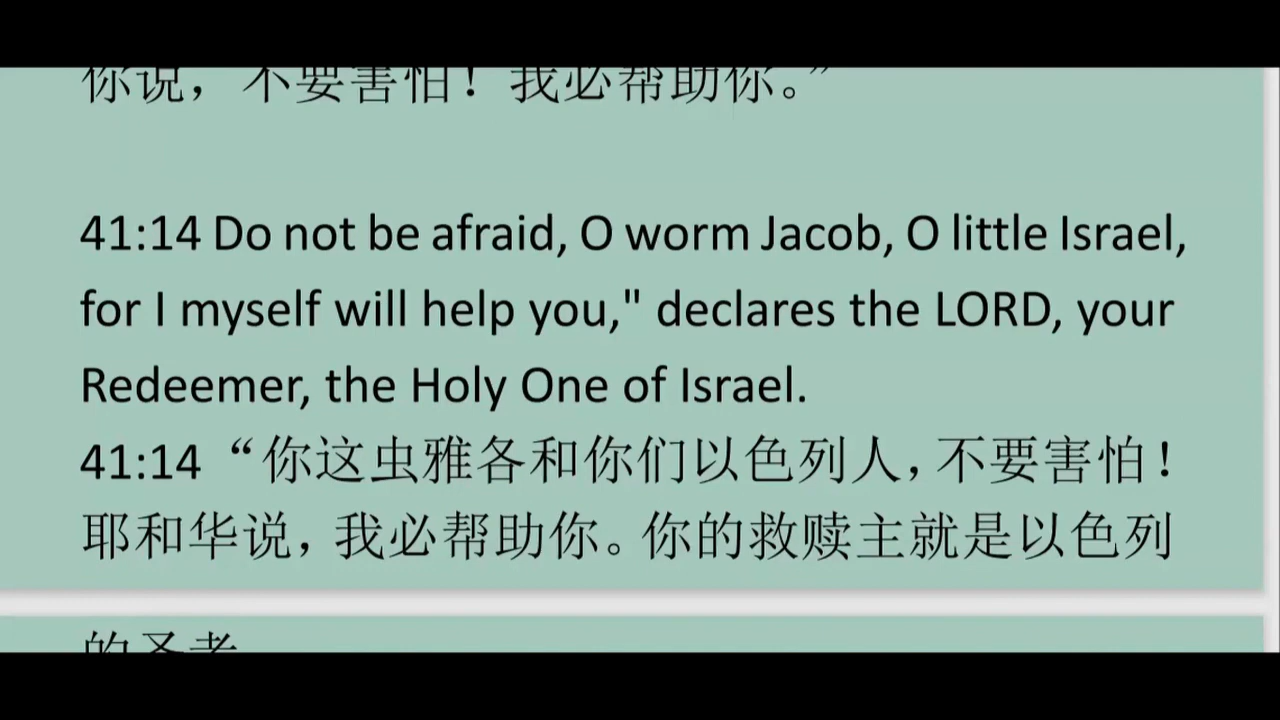 你说，不要害怕！我必帮助你。”
41:14 Do not be afraid, O worm Jacob, O little Israel,
for I myself will help you," declares the LORD, your
Redeemer, the Holy One of Israel.
41:14 “你这虫雅各和你们以色列人，不要害怕！
耶和华说，我必帮助你。你的救赎主就是以色列
的圣者